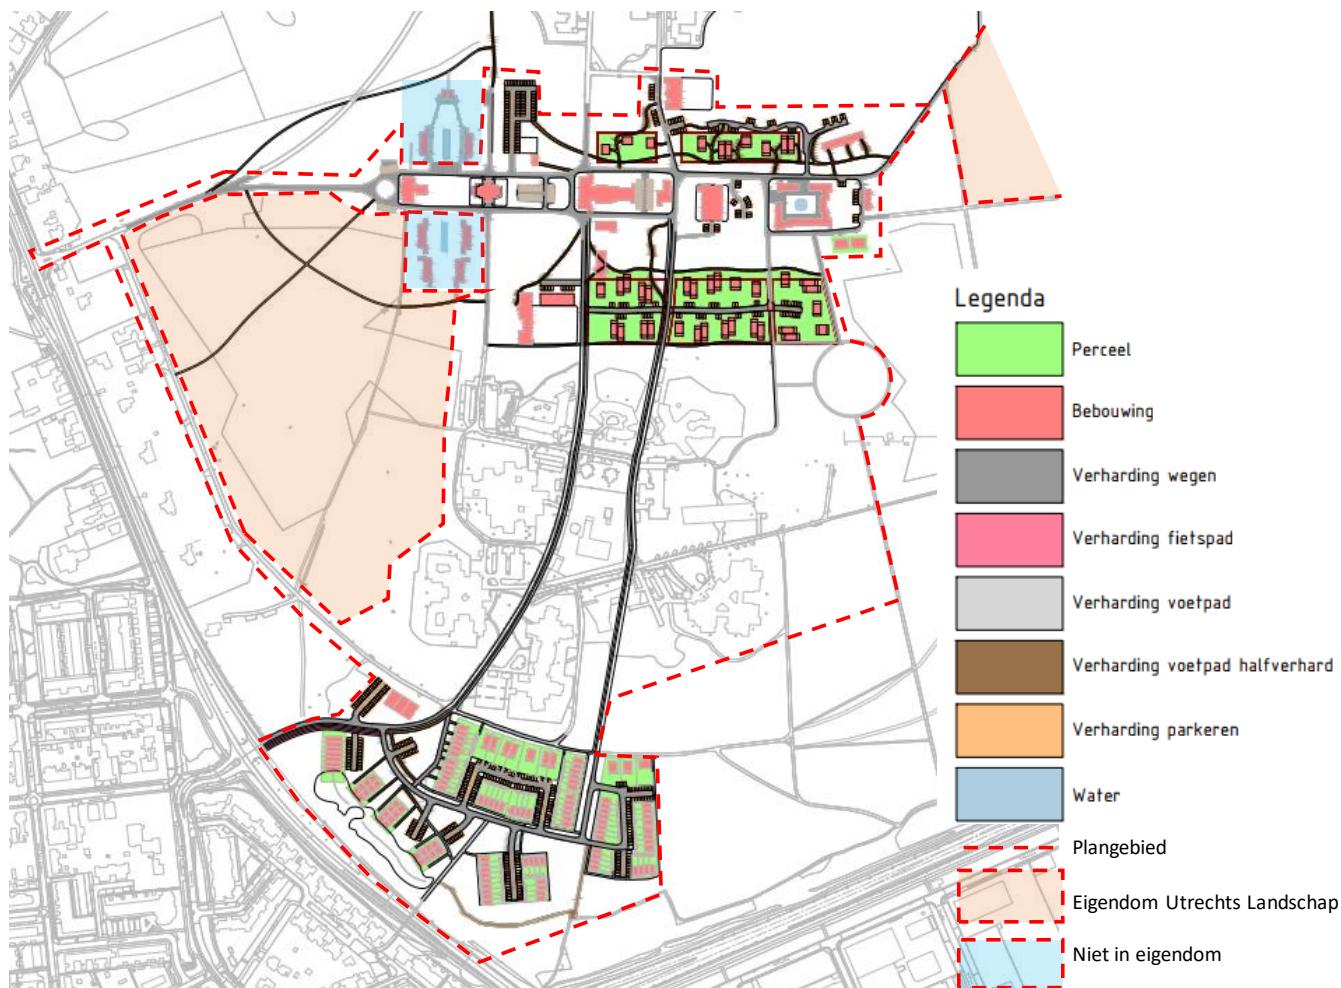 Legenda
Perceel
Bebouwing
Verharding wegen
Verharding fietspad
Verharding voetpad
Verharding voetpad halfverhard
Verharding parkeren
Water
Plangebied
Eigendom Utrechts Landschap
Niet in eigendom